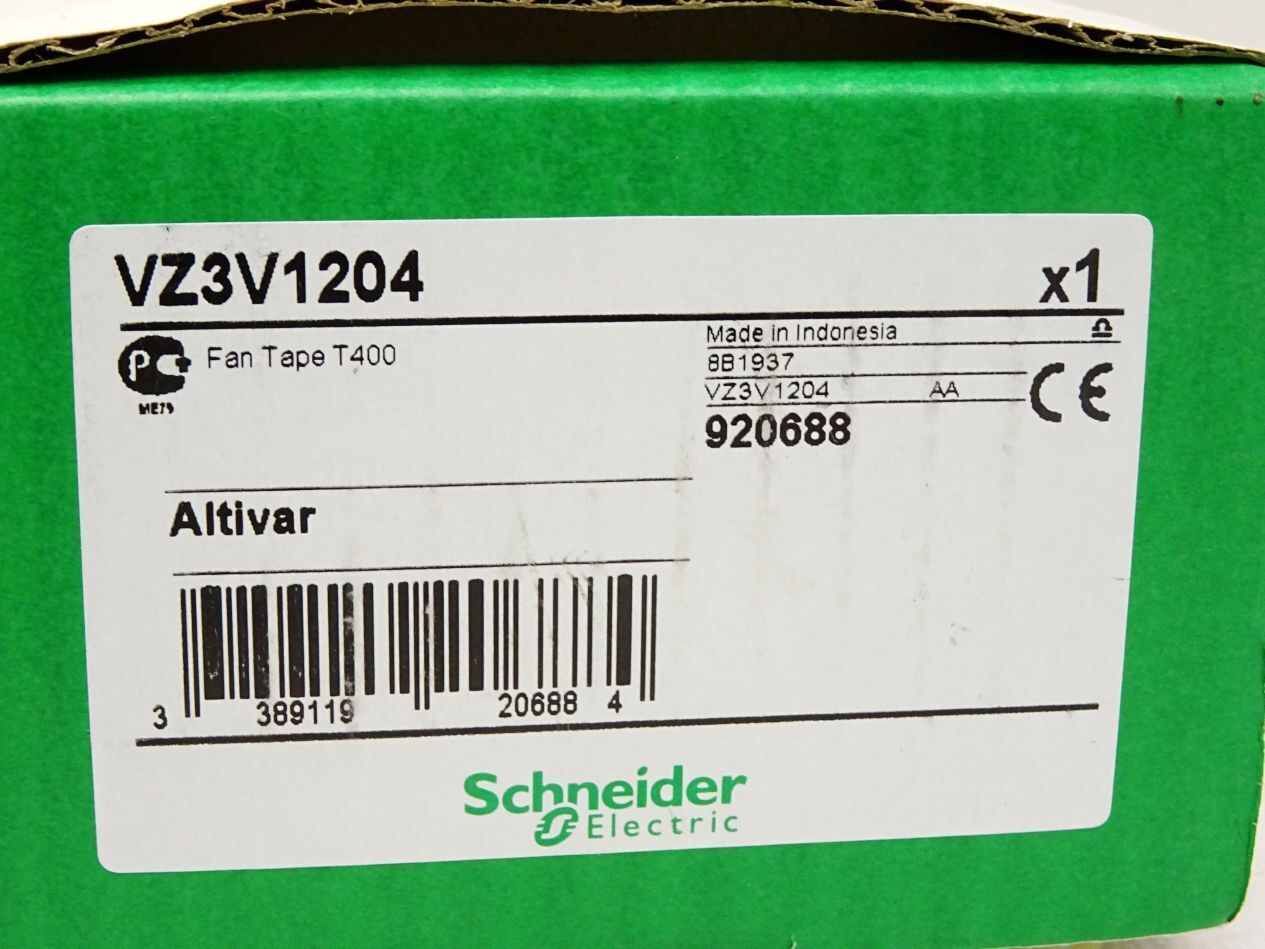 VZ3V1204 x1
Fan Tape T400
ME79
Made in Indonesia
8B1937
VZ3V1204 AA
920688
CE
Altivar
3 389119 20688 4
Schneider
Electric